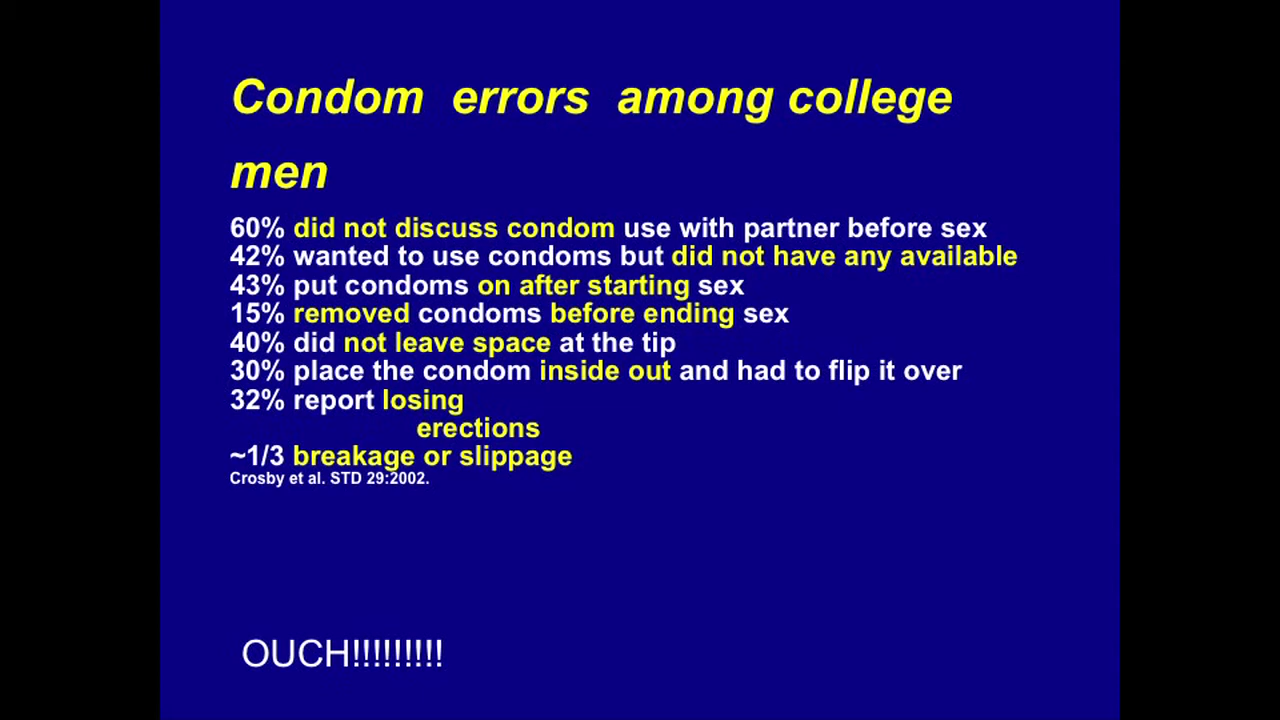 Condom errors among college
men
60% did not discuss condom use with partner before sex
42% wanted to use condoms but did not have any available
43% put condoms on after starting sex
15% removed condoms before ending sex
40% did not leave space at the tip
30% place the condom inside out and had to flip it over
32% report losing
erections
~1/3 breakage or slippage
Crosby et al. STD 29:2002.
OUCH!!!!!!!!!